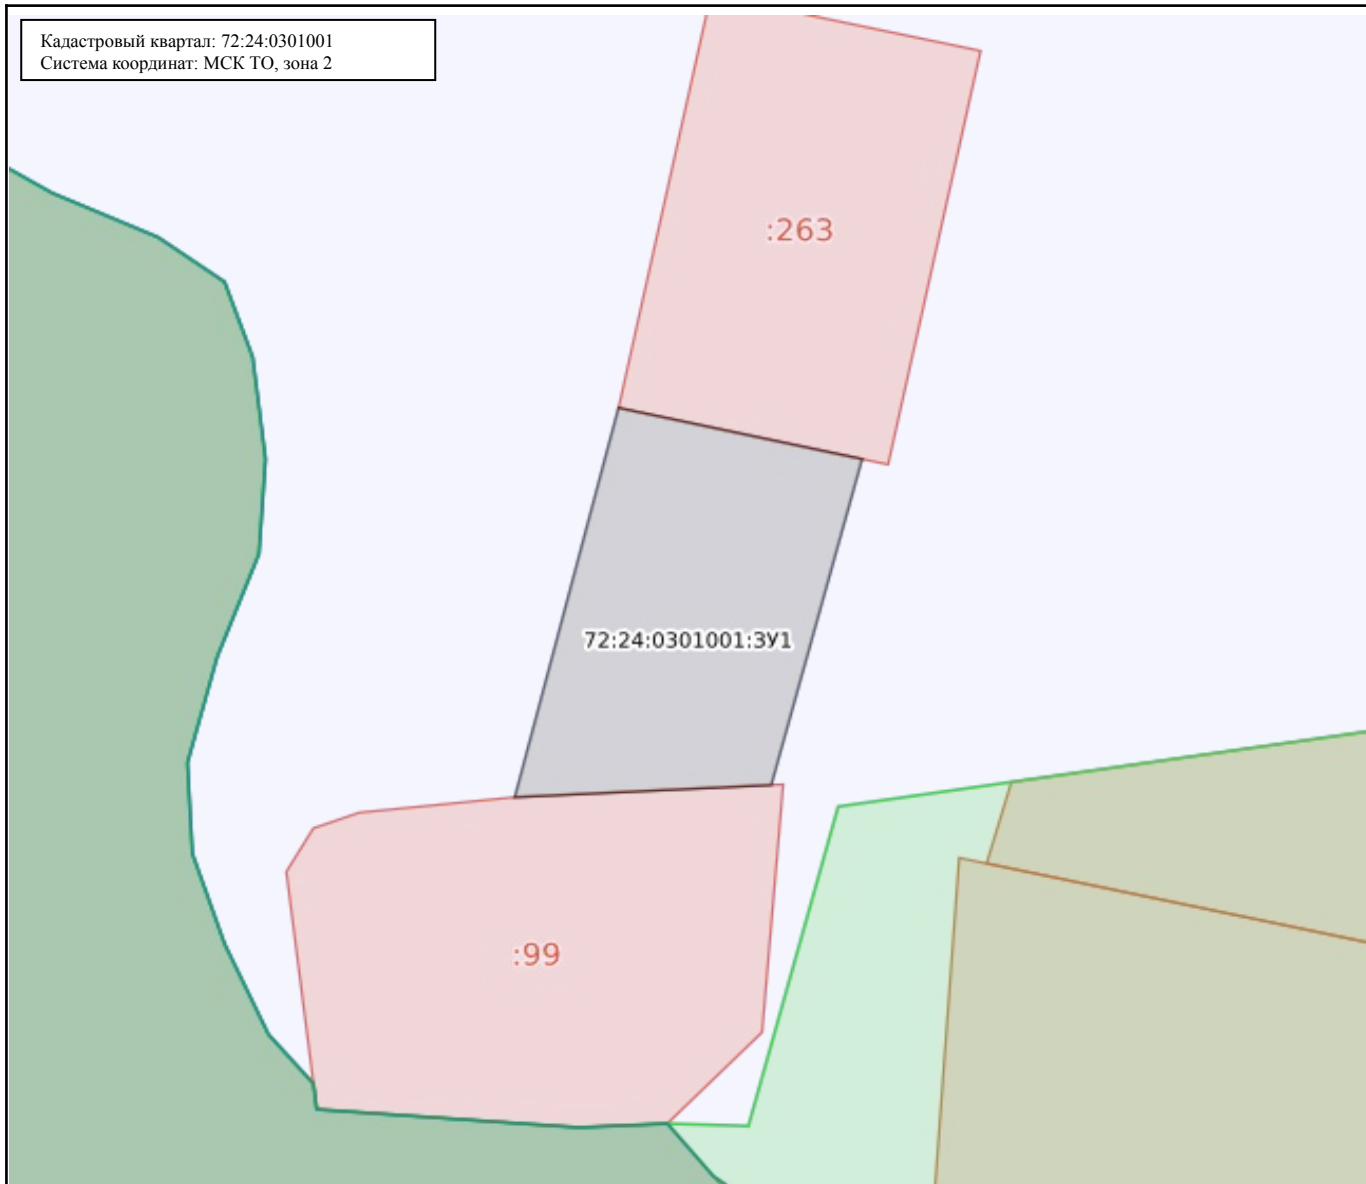 Кадастровый квартал: 72:24:0301001
Система координат: МСК ТО, зона 2
:263
72:24:0301001:ЗУ1
:99